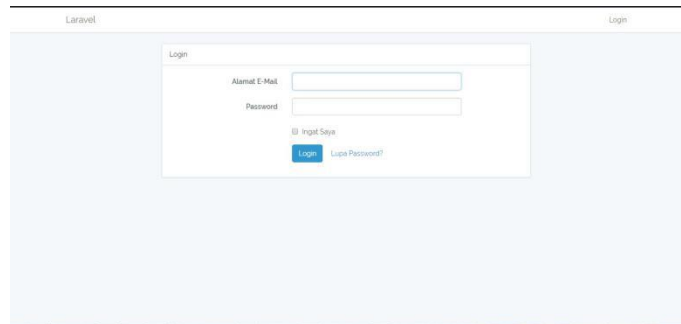 Laravel Login
Login
Alamat E-Mail
Password
Ingat Saya
Login Lupa Password?